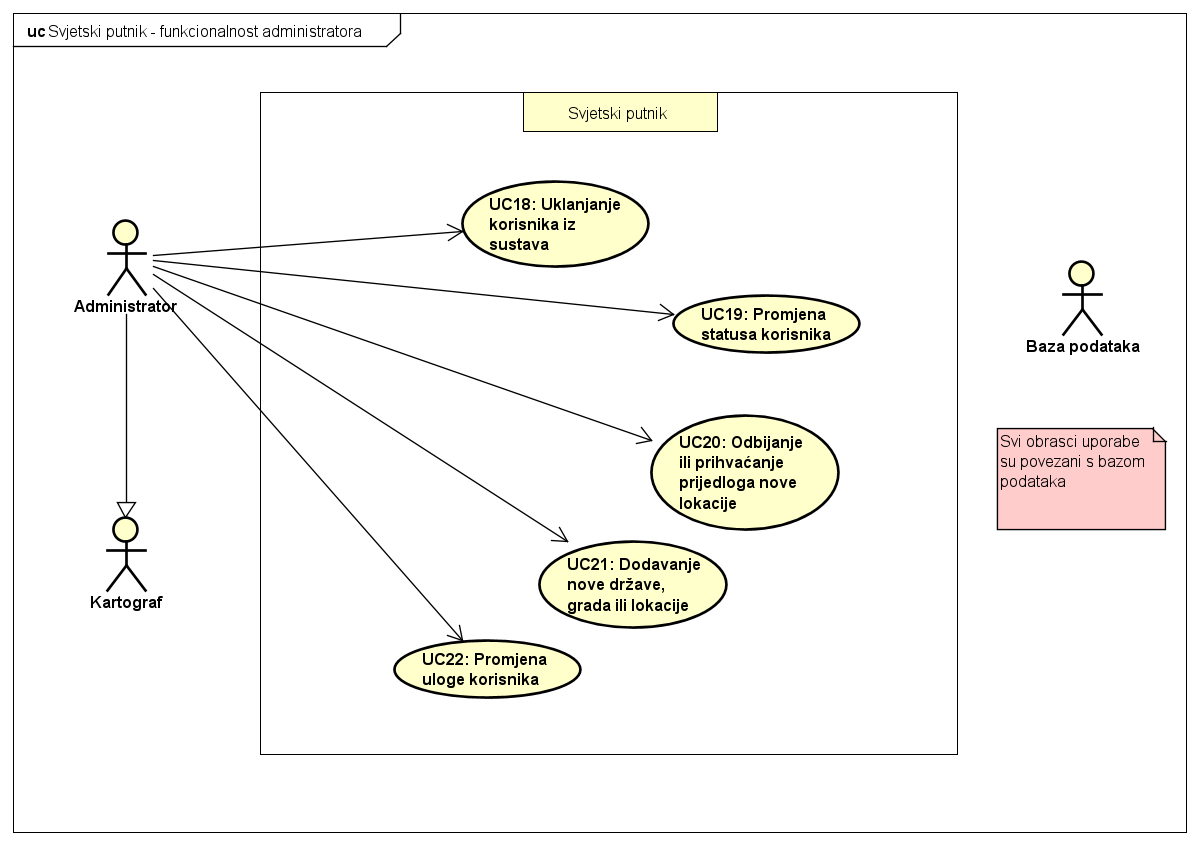 uc Svjetski putnik - funkcionalnost administratora
Svjetski putnik
UC18: Uklanjanje
korisnika iz
sustava
Administrator
UC19: Promjena
statusa korisnika
Baza podataka
UC20: Odbijanje
ili prihvaćanje
prijedloga nove
lokacije
Svi obrasci uporabe
su povezani s bazom
podataka
UC21: Dodavanje
nove države,
grada ili lokacije
Kartograf
UC22: Promjena
uloge korisnika